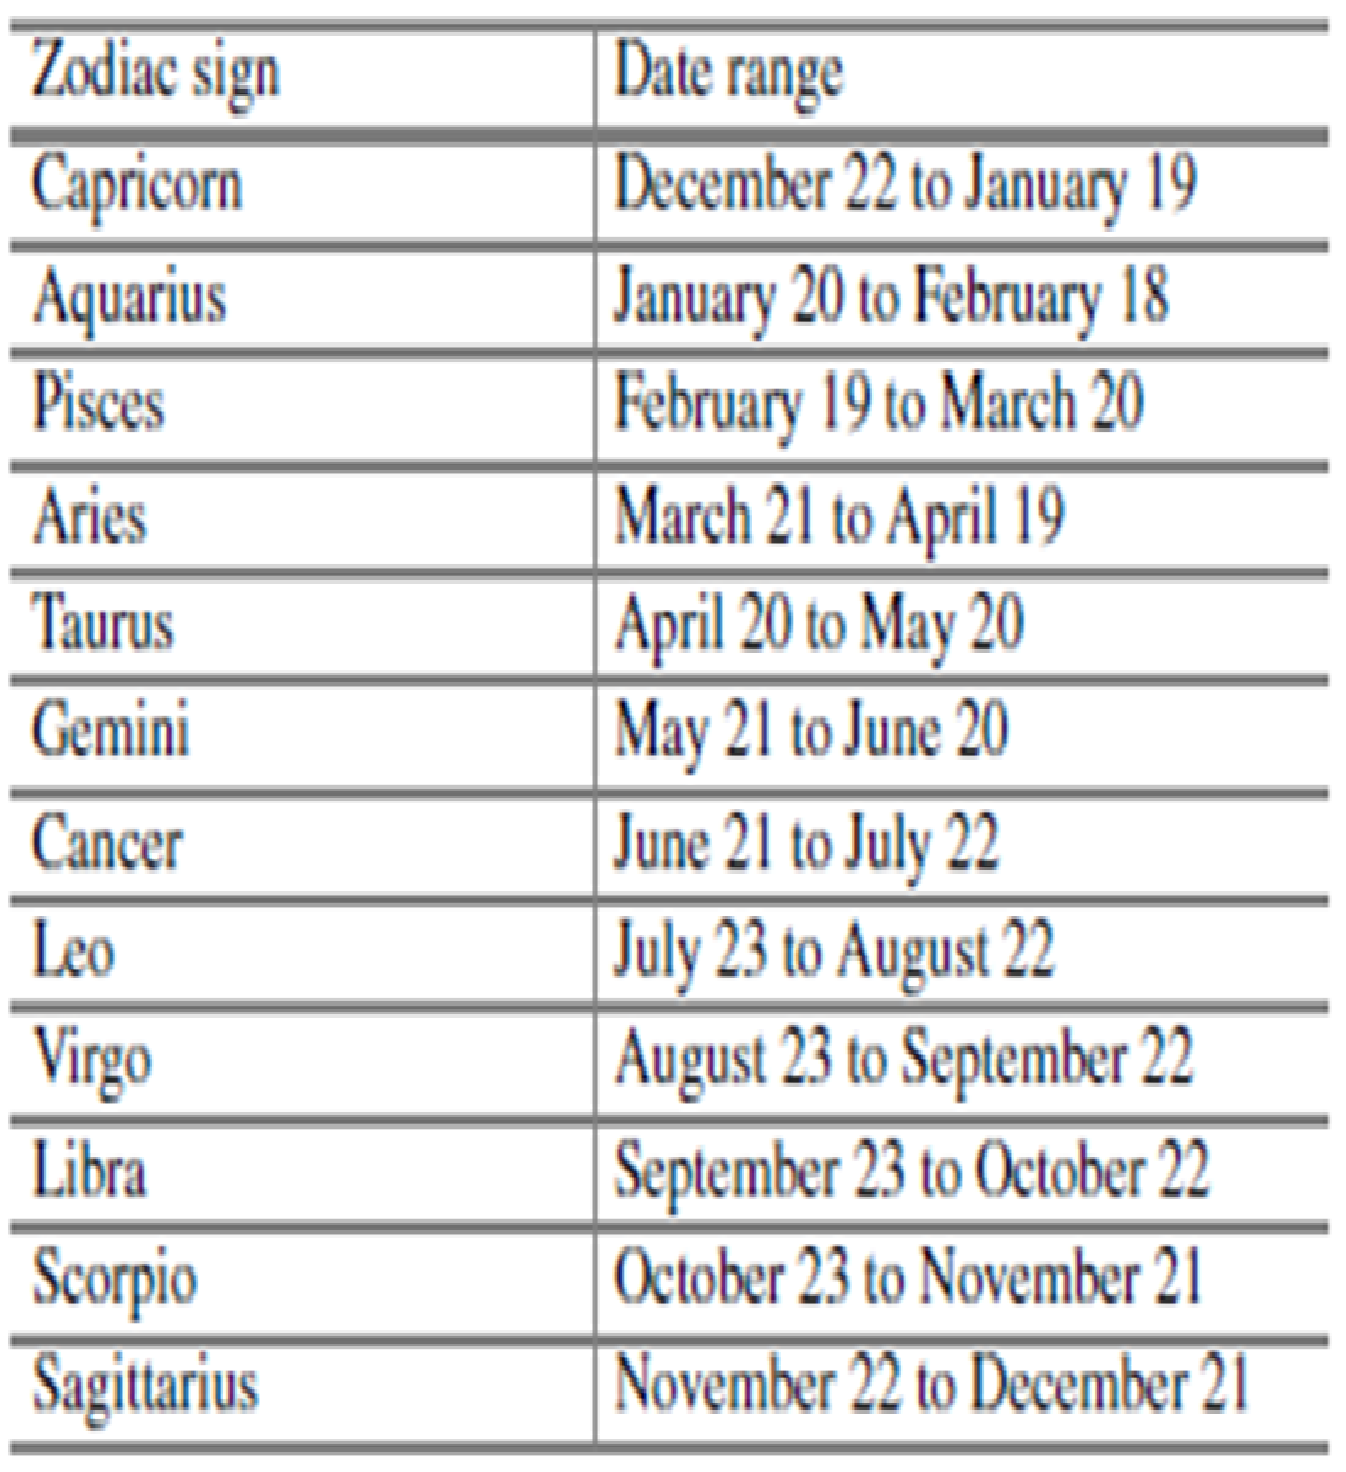 Zodiac sign Date range
Capricorn December 22 to January 19
Aquarius January 20 to February 18
Pisces February 19 to March 20
Aries March 21 to April 19
Taurus April 20 to May 20
Gemini May 21 to June 20
Cancer June 21 to July 22
Leo July 23 to August 22
Virgo August 23 to September 22
Libra September 23 to October 22
Scorpio October 23 to November 21
Sagittarius November 22 to December 21